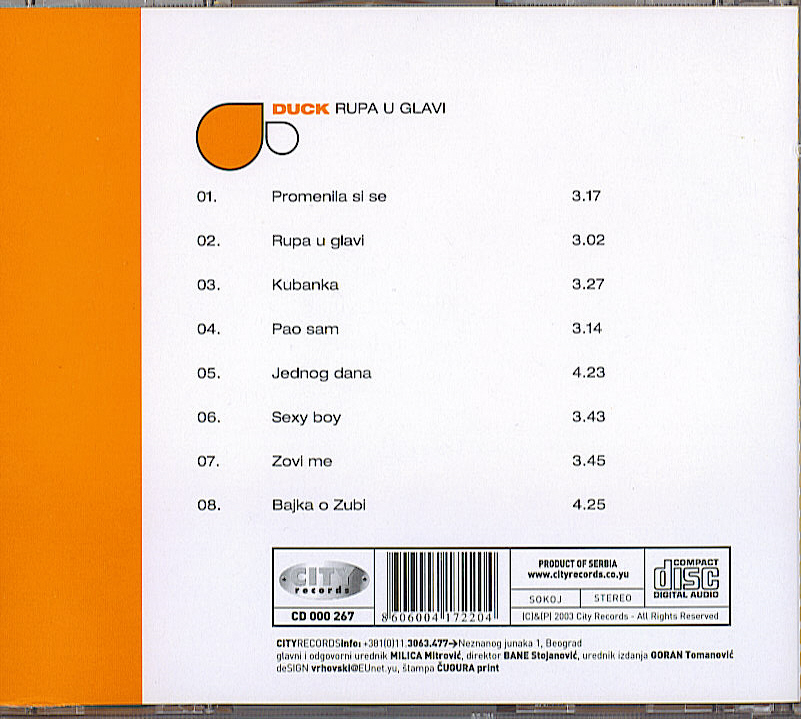 DUCK RUPA U GLAVI
01. Promenila si se 3.17
02. Rupa u glavi 3.02
03. Kubanka 3.27
04. Pao sam 3.14
05. Jednog dana 4.23
06. Sexy boy 3.43
07. Zovi me 3.45
08. Bajka o Zubi 4.25
CITY
records
CD 000 267
8 606004 172204
PRODUCT OF SERBIA
www.cityrecords.co.yu
SOKOJ STEREO
(C)&(P) 2003 City Records - All Rights Reserved
COMPACT
disc
DIGITAL AUDIO
CITYRECORDSinfo: +381(0)11.3063.477→Neznanog junaka 1, Beograd
glavni i odgovorni urednik MILICA Mitrović, direktor BANE Stojanović, urednik izdanja GORAN Tomanović
deSIGN vrhovski@EUnet.yu, štampa ČUGURA print